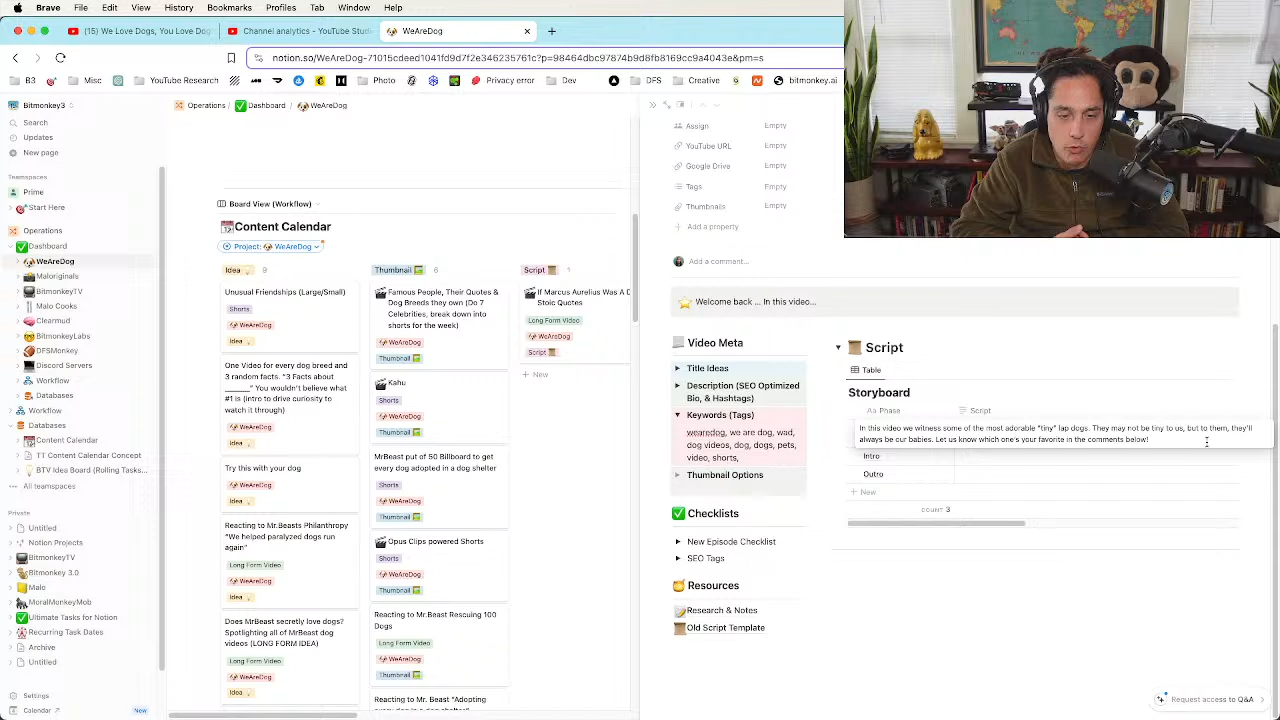 Brave File Edit View History Bookmarks Window Help
(15) We Love Dogs, You Love D
Channel analytics - YouTube Stud
WeAreDog
notion.so/WeAreDog-71015cdeed1041fd9d7f2e346235761c?p=98464dbc97874b9d8fb8169cc9a4043e&pm=s
B3
Misc
YouTube Research
Photo
Privacy error
Dev
DFS
Creative
bitmonkey.ai
Bitmonkey3
Operations / Dashboard / WeAreDog
Search
Updates
New page
Teamspaces
Prime
Start Here
Operations
Dashboard
WeAreDog
Maloriginals
BitmonkeyTV
Malo Cooks
Clearmud
BitmonkeyLabs
DFSMonkey
Discord Servers
Workflow
Databases
Workflow
Databases
Content Calendar
TT Content Calendar Concept
BTV Idea Board (Rolling Tasks...
All teamspaces
Private
Untitled
Notion Projects
BitmonkeyTV
Bitmonkey 3.0
Malo
MoralMonkeyMob
Ultimate Tasks for Notion
Recurring Task Dates
Archive
Untitled
Settings
Calendar ↗ New
Board View (Workflow)
Content Calendar
Project: WeAreDog
Idea 9
Unusual Friendships (Large/Small)
Shorts
WeAreDog
Idea
One Video for every dog breed and
facts. "3 Facts about
______" You wouldn't believe what
#1 is (intro to drive curiosity to
watch it through)
WeAreDog
Idea
Try this with your dog
WeAreDog
Idea
Reacting to Mr.Beasts Philanthropy
"We helped paralyzed dogs run
again"
Long Form Video
WeAreDog
Idea
Does MrBeast secretly love dogs?
Spotlighting all of MrBeast dog
videos (LONG FORM IDEA)
Long Form Video
WeAreDog
Idea
Thumbnail 6
Famous People, Their Quotes &
Dog Breeds they own (Do 7
Celebrities, break down into
shorts for the week)
WeAreDog
Thumbnail
Kahu
Shorts
WeAreDog
Thumbnail
MrBeast put of 50 Billboard to get
every dog adopted in a dog shelter
Shorts
WeAreDog
Thumbnail
Opus Clips powered Shorts
Shorts
WeAreDog
Thumbnail
Reacting to Mr.Beast Rescuing 100
Dogs
Long Form Video
WeAreDog
Thumbnail
Reacting to Mr. Beast "Adopting
every dog in a dog shelter"
Script 1
If Marcus Aurelius Was A D
Stoic Quotes
Long Form Video
WeAreDog
Script
+ New
Assign Empty
YouTube URL Empty
Google Drive Empty
Tags Empty
Thumbnails Empty
+ Add a property
Add a comment...
Welcome back ... In this video...
Video Meta
Title Ideas
Description (SEO Optimized
Bio, & Hashtags)
Keywords (Tags)
wearedog, we are dog, wad,
dog videos, dog, dogs, pets,
video, shorts,
Thumbnail Options
Checklists
New Episode Checklist
SEO Tags
Resources
Research & Notes
Old Script Template
Script
Table
Storyboard
Aa Phase Script
In this video we witness some of the most adorable "tiny" lap dogs. They may not be tiny to us, but to them, they'll
always be our babies. Let us know which one's your favorite in the comments below!
Intro
Outro
+ New
COUNT 3
Request access to Q&A